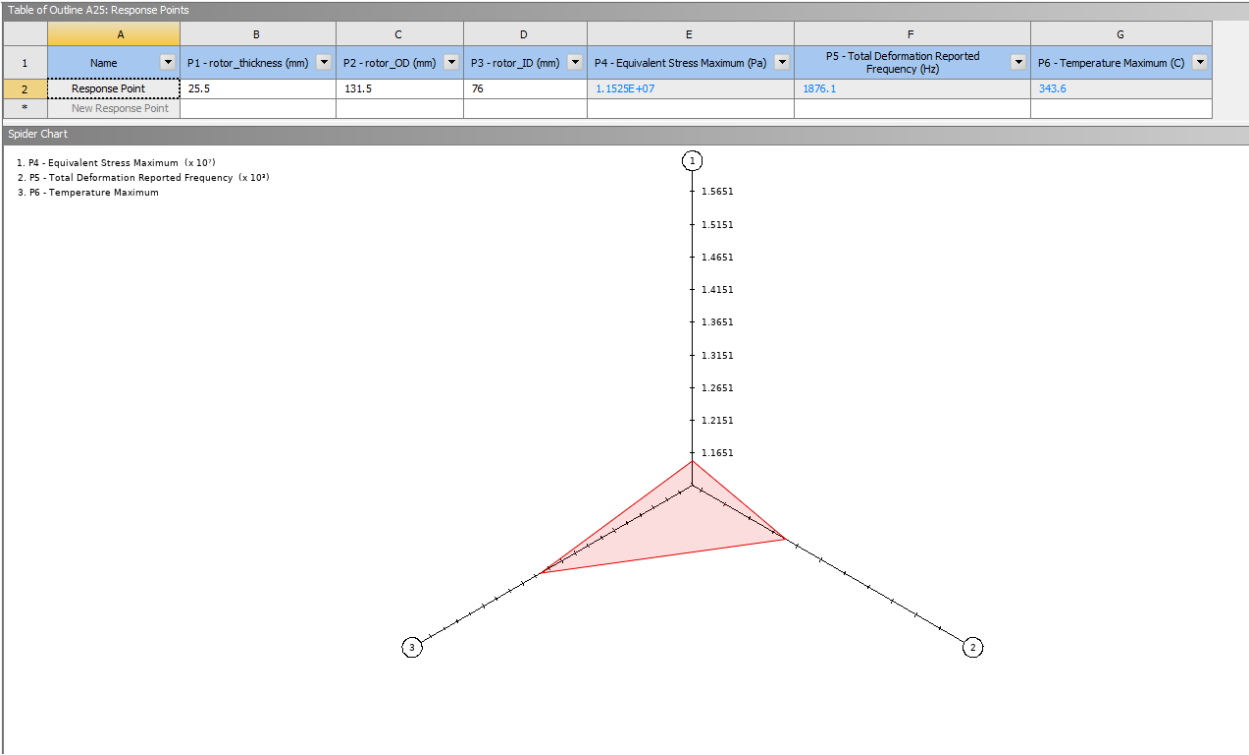 Table of Outline A25: Response Points
A B C D E F G
1 Name P1 - rotor_thickness (mm) P2 - rotor_OD (mm) P3 - rotor_ID (mm) P4 - Equivalent Stress Maximum (Pa) P5 - Total Deformation Reported Frequency (Hz) P6 - Temperature Maximum (C)
2 Response Point 25.5 131.5 76 1.1525E+07 1876.1 343.6
* New Response Point
Spider Chart
1. P4 - Equivalent Stress Maximum (x 10⁷)
2. P5 - Total Deformation Reported Frequency (x 10³)
3. P6 - Temperature Maximum
1
1.5651
1.5151
1.4651
1.4151
1.3651
1.3151
1.2651
1.2151
1.1651
3
2